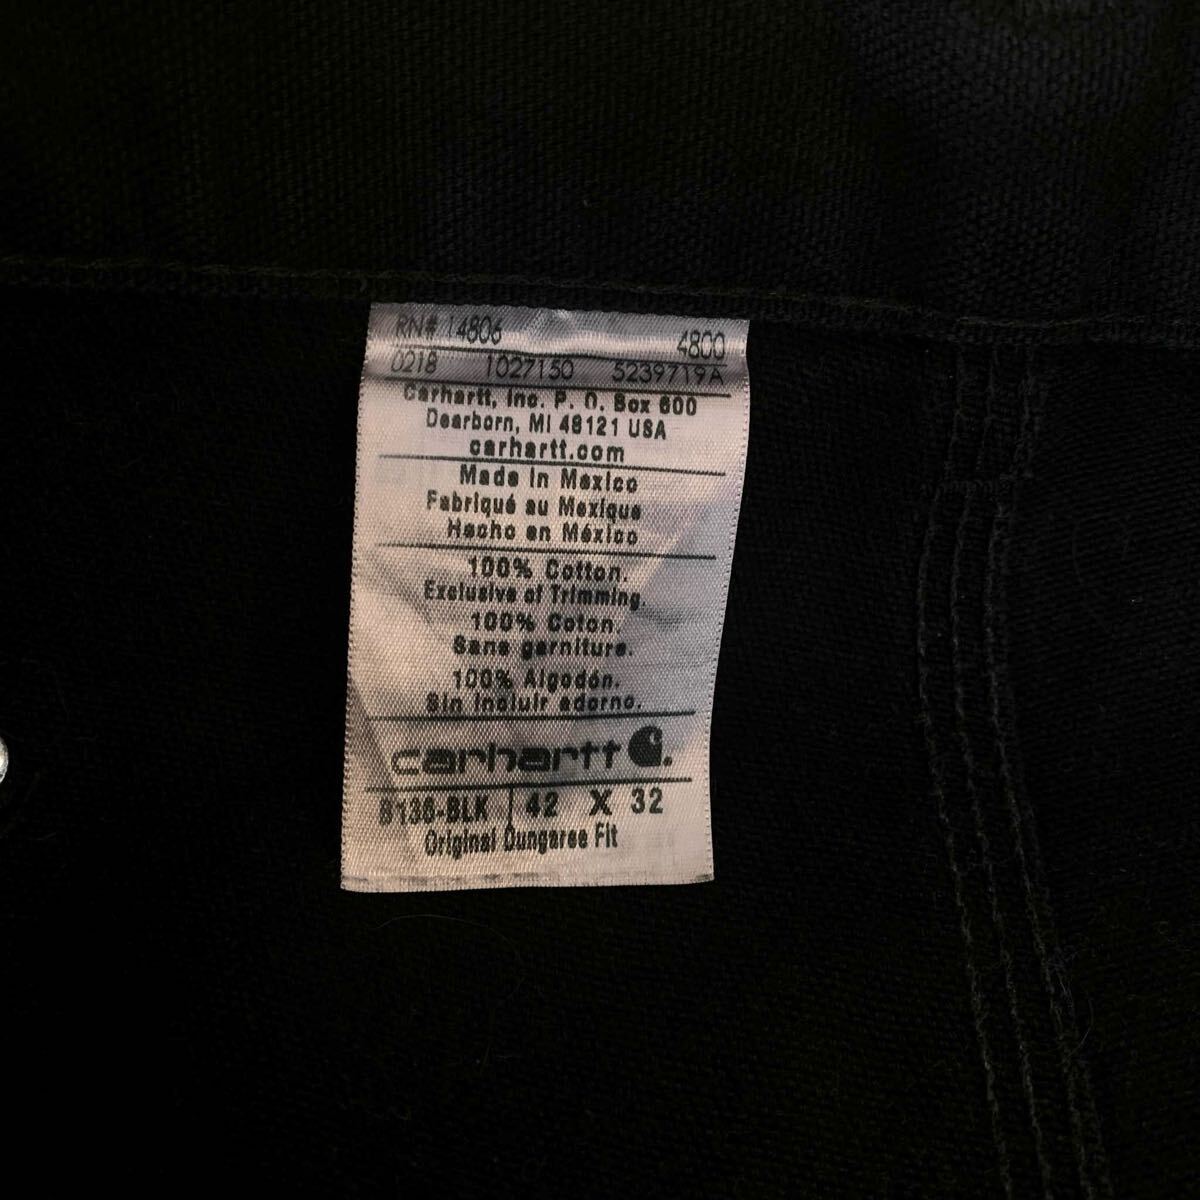 RN# 14806 4800
0218 1027150 5239719A
Carhartt, Inc. P. O. Box 600
Dearborn, MI 48121 USA
carhartt.com
Made in Mexico
Fabriqué au Mexique
Hecho en México
100% Cotton.
Exclusive of Trimming.
100% Coton.
Sans garniture.
100% Algodón.
Sin incluir adorno.
carhartt
B136-BLK 42 X 32
Original Dungaree Fit